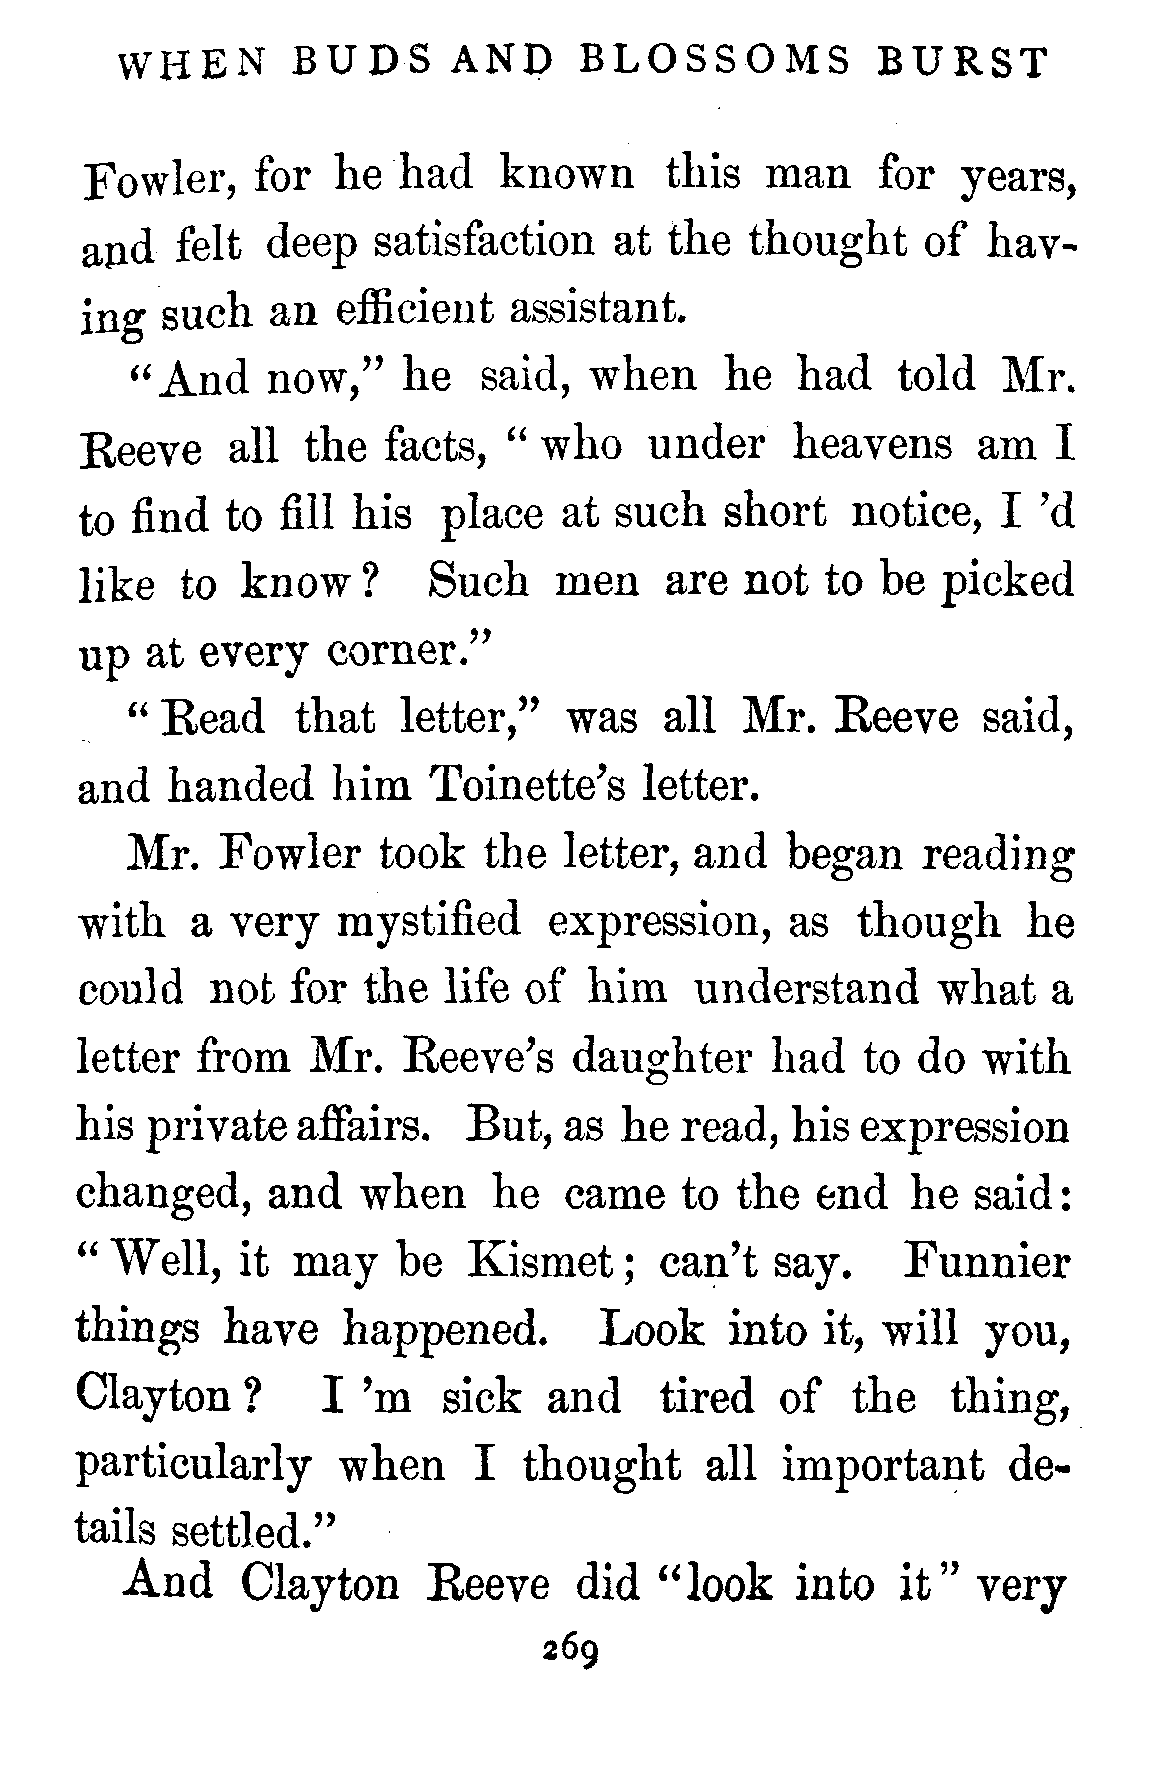 WHEN BUDS AND BLOSSOMS BURST
Fowler, for he had known this man for years,
and felt deep satisfaction at the thought of hav-
ing such an efficient assistant.
"And now," he said, when he had told Mr.
Reeve all the facts, "who under heavens am I
to find to fill his place at such short notice, I 'd
like to know? Such men are not to be picked
up at every corner."
"Read that letter," was all Mr. Reeve said,
and handed him Toinette's letter.
Mr. Fowler took the letter, and began reading
with a very mystified expression, as though he
could not for the life of him understand what a
letter from Mr. Reeve's daughter had to do with
his private affairs. But, as he read, his expression
changed, and when he came to the end he said:
"Well, it may be Kismet; can't say. Funnier
things have happened. Look into it, will you,
Clayton? I 'm sick and tired of the thing,
particularly when I thought all important de-
tails settled."
And Clayton Reeve did "look into it" very
269